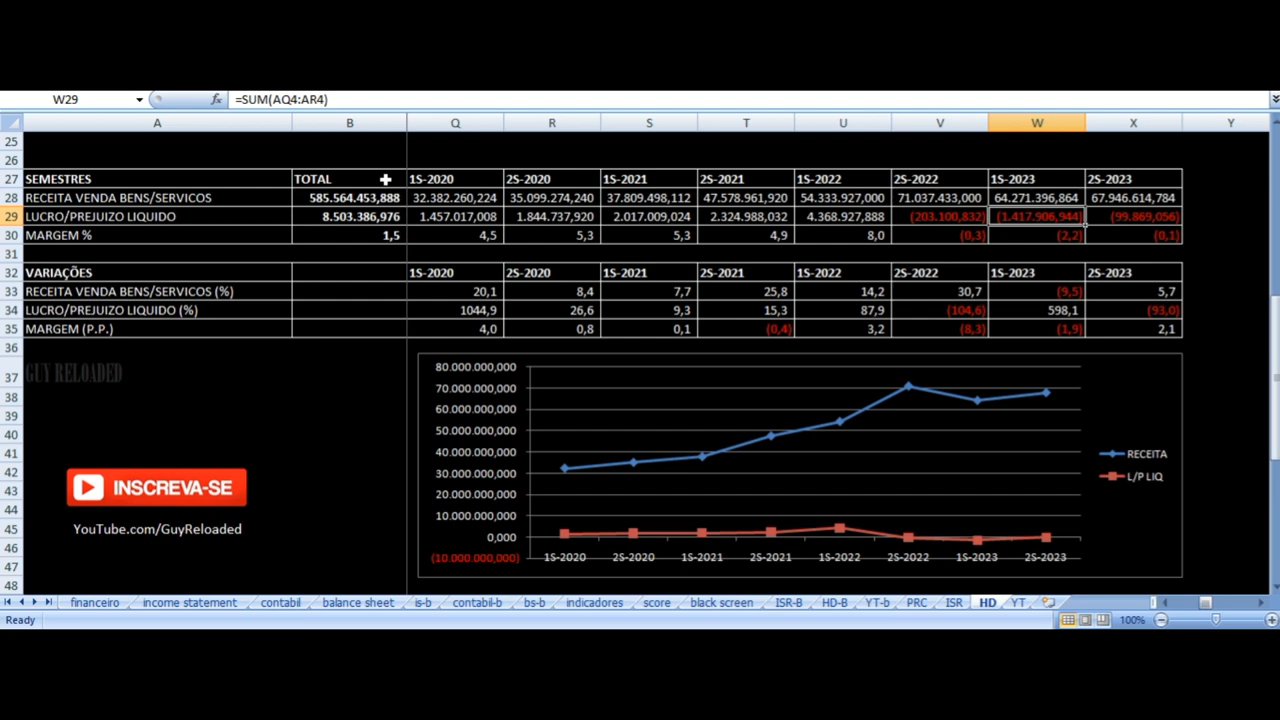 W29 fx =SUM(AQ4:AR4)
A B Q R S T U V W X Y
25
26
27 SEMESTRES TOTAL 1S-2020 2S-2020 1S-2021 2S-2021 1S-2022 2S-2022 1S-2023 2S-2023
28 RECEITA VENDA BENS/SERVICOS 585.564.453,888 32.382.260,224 35.099.274,240 37.809.498,112 47.578.961,920 54.333.927,000 71.037.433,000 64.271.396,864 67.946.614,784
29 LUCRO/PREJUIZO LIQUIDO 8.503.386,976 1.457.017,008 1.844.737,920 2.017.009,024 2.324.988,032 4.368.927,888 (203.100,832) (1.417.906,944) (99.869,056)
30 MARGEM % 1,5 4,5 5,3 5,3 4,9 8,0 (0,3) (2,2) (0,1)
31
32 VARIAÇÕES 1S-2020 2S-2020 1S-2021 2S-2021 1S-2022 2S-2022 1S-2023 2S-2023
33 RECEITA VENDA BENS/SERVICOS (%) 20,1 8,4 7,7 25,8 14,2 30,7 (9,5) 5,7
34 LUCRO/PREJUIZO LIQUIDO (%) 1044,9 26,6 9,3 15,3 87,9 (104,6) 598,1 (93,0)
35 MARGEM (P.P.) 4,0 0,8 0,1 (0,4) 3,2 (8,3) (1,9) 2,1
36
37 GUY RELOADED
38
39
40
41
42
43
44
45
46
47
48
INSCREVA-SE
YouTube.com/GuyReloaded
80.000.000,000
70.000.000,000
60.000.000,000
50.000.000,000
40.000.000,000
30.000.000,000
20.000.000,000
10.000.000,000
0,000
(10.000.000,000)
1S-2020 2S-2020 1S-2021 2S-2021 1S-2022 2S-2022 1S-2023 2S-2023
RECEITA
L/P LIQ
financeiro income statement contabil balance sheet is-b contabil-b bs-b indicadores score black screen ISR-B HD-B YT-b PRC ISR HD YT
Ready 100%